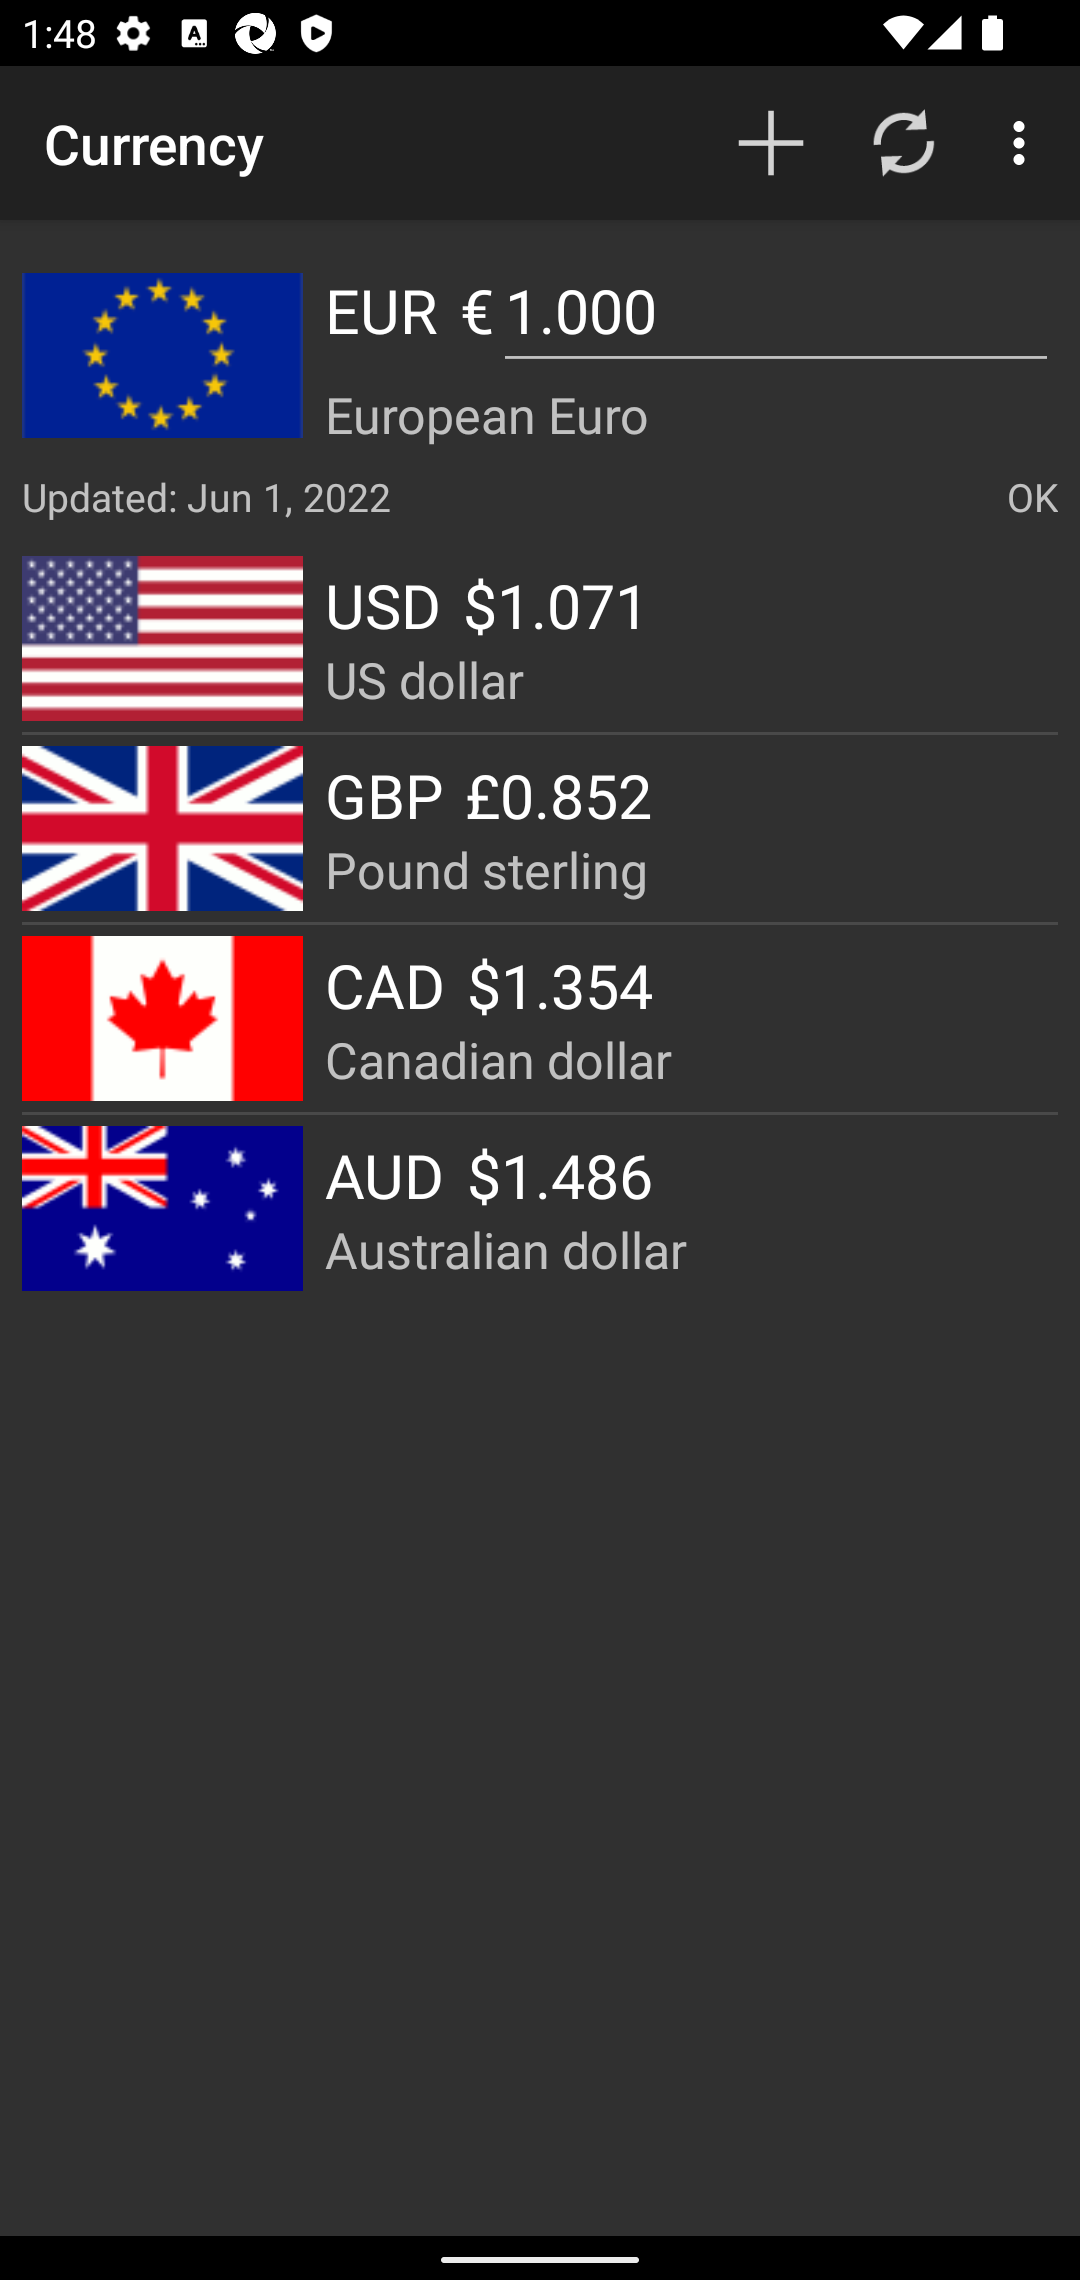 1:48
Currency
EUR € 1.000
European Euro
Updated: Jun 1, 2022 OK
USD $1.071
US dollar
GBP £0.852
Pound sterling
CAD $1.354
Canadian dollar
AUD $1.486
Australian dollar